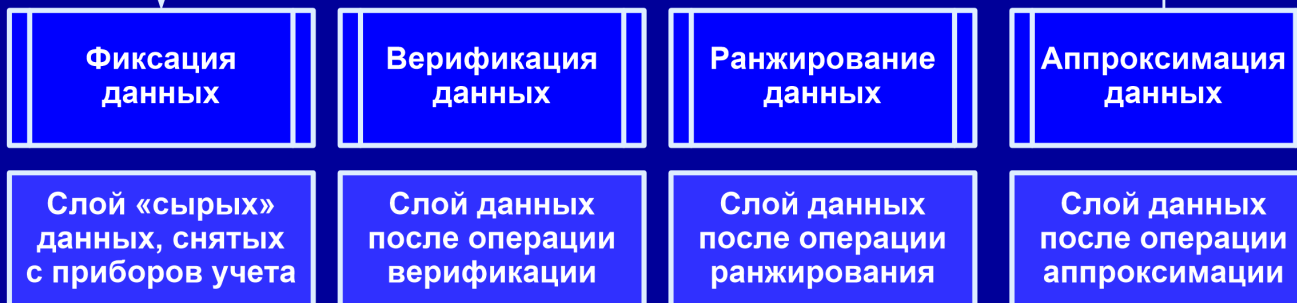 Фиксация
данных
Верификация
данных
Ранжирование
данных
Аппроксимация
данных
Слой «сырых»
данных, снятых
с приборов учета
Слой данных
после операции
верификации
Слой данных
после операции
ранжирования
Слой данных
после операции
аппроксимации